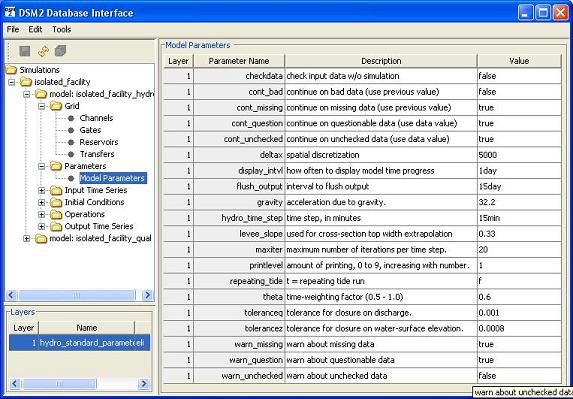 DSM2 Database Interface
File Edit Tools
Simulations
isolated_facility
model: isolated_facility_hydro
Grid
Channels
Gates
Reservoirs
Transfers
Parameters
Model Parameters
Input Time Series
Initial Conditions
Operations
Output Time Series
model: isolated_facility_qual
Layers
Layer Name
1 hydro_standard_parameteli
Model Parameters
Layer Parameter Name Description Value
1 checkdata check input data w/o simulation false
1 cont_bad continue on bad data (use previous value) false
1 cont_missing continue on missing data (use previous value) true
1 cont_question continue on questionable data (use data value) true
1 cont_unchecked continue on unchecked data (use data value) true
1 deltax spatial discretization 5000
1 display_intvl how often to display model time progress 1day
1 flush_output interval to flush output 15day
1 gravity acceleration due to gravity. 32.2
1 hydro_time_step time step, in minutes 15min
1 levee_slope used for cross-section top width extrapolation 0.33
1 maxiter maximum number of iterations per time step. 20
1 printlevel amount of printing, 0 to 9, increasing with number. 1
1 repeating_tide t = repeating tide run f
1 theta time-weighting factor (0.5 - 1.0) 0.6
1 toleranceq tolerance for closure on discharge. 0.001
1 tolerancez tolerance for closure on water-surface elevation. 0.0008
1 warn_missing warn about missing data true
1 warn_question warn about questionable data true
1 warn_unchecked warn about unchecked data false
warn about unchecked data